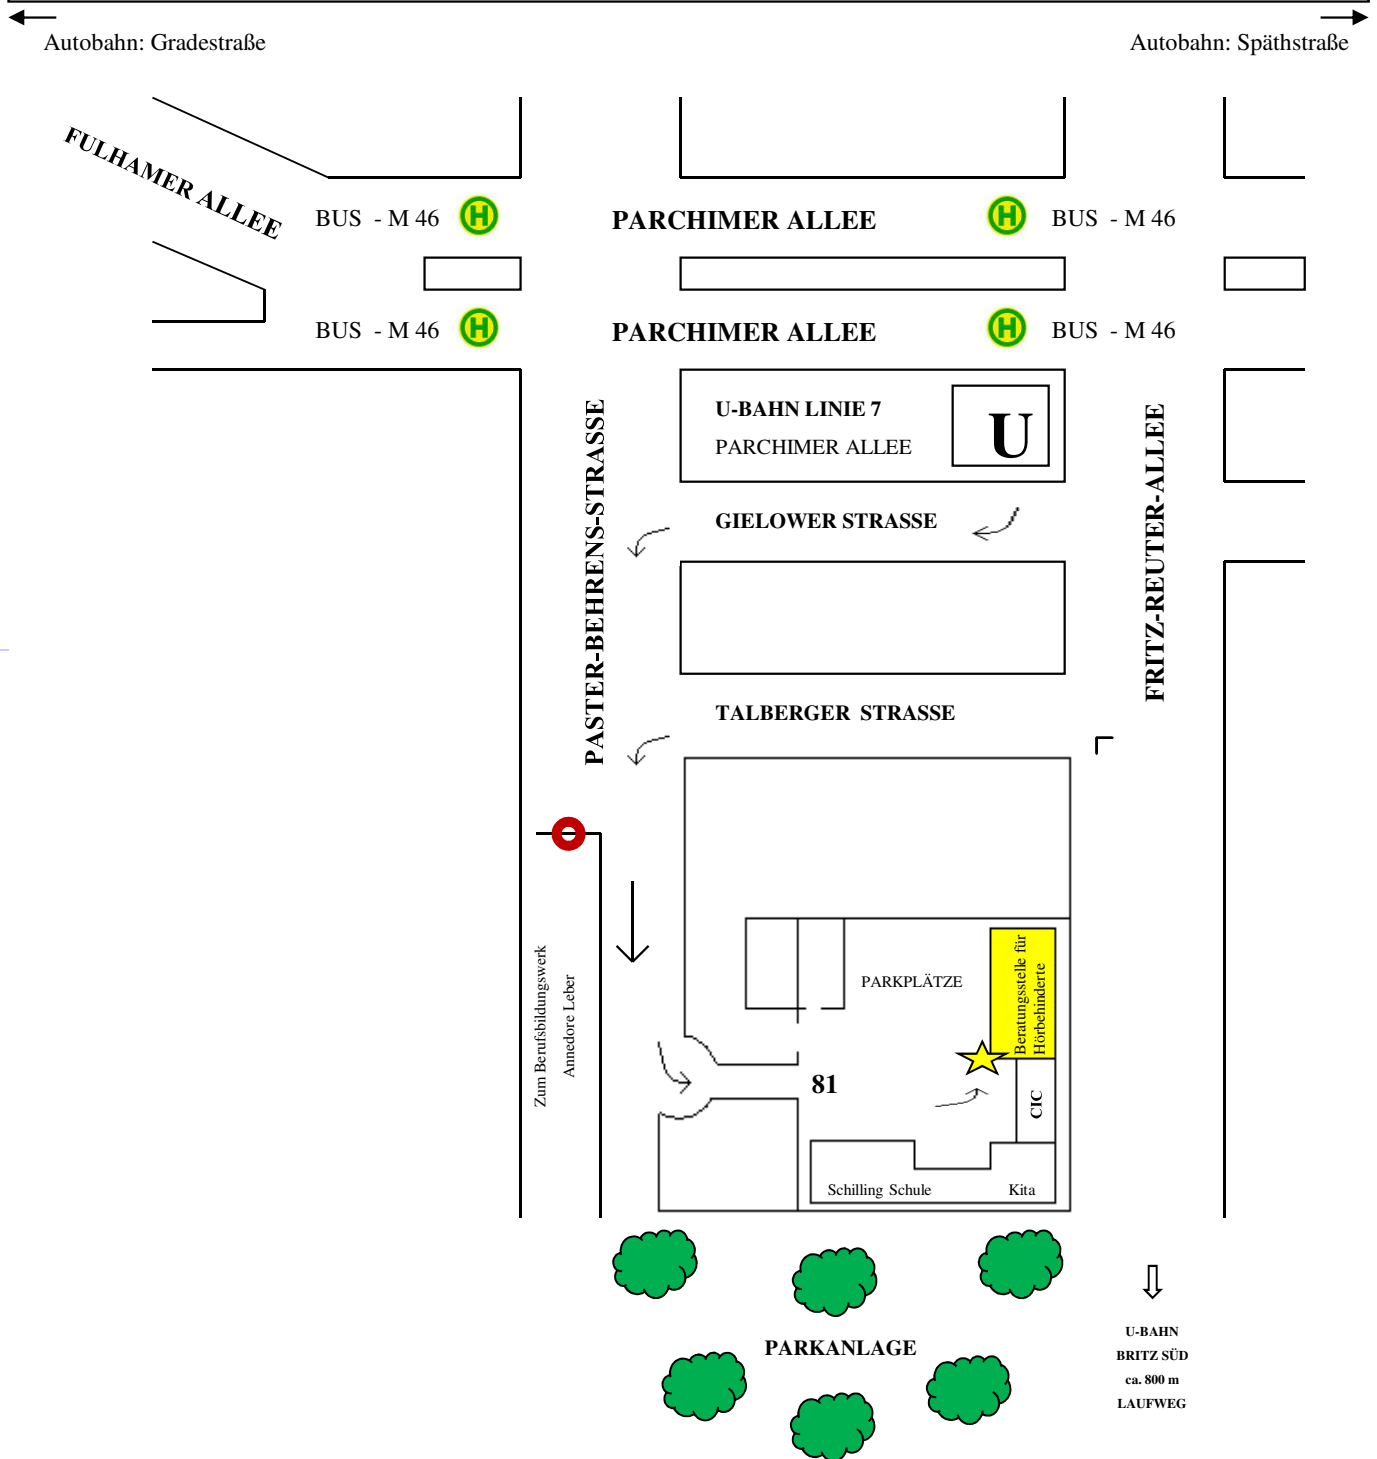 Autobahn: Gradestraße
Autobahn: Späthstraße
FULHAMER ALLEE
BUS - M 46
H
PARCHIMER ALLEE
H
BUS - M 46
BUS - M 46
H
PARCHIMER ALLEE
H
BUS - M 46
U-BAHN LINIE 7
PARCHIMER ALLEE
U
PASTER-BEHRENS-STRASSE
FRITZ-REUTER-ALLEE
GIELOWER STRASSE
TALBERGER STRASSE
Zum Berufsbildungswerk
Annedore Leber
PARKPLÄTZE
Beratungsstelle für
Hörbehinderte
81
CIC
Schilling Schule
Kita
PARKANLAGE
U-BAHN
BRITZ SÜD
ca. 800 m
LAUFWEG